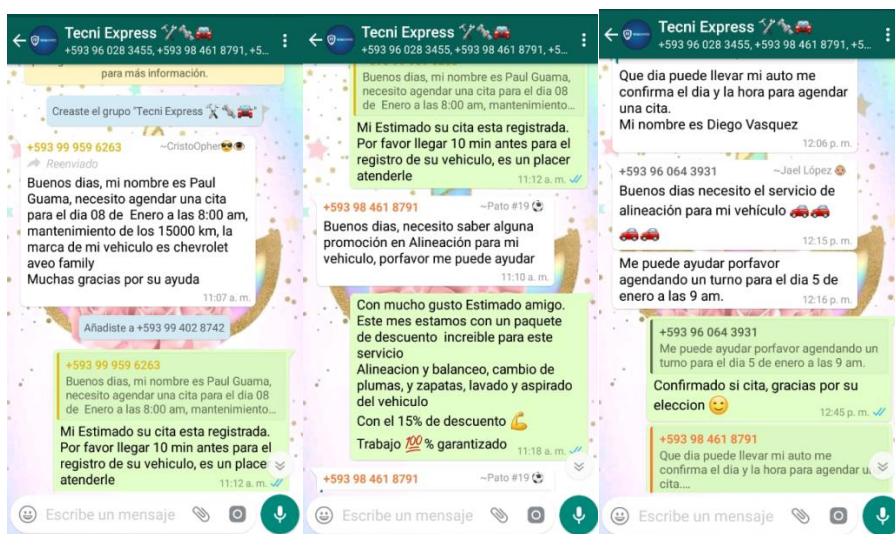 Tecni Express 🛠🔩🚗
+593 96 028 3455, +593 98 461 8791, +5...
para más información.
Creaste el grupo "Tecni Express 🛠🔩🚗"
+593 99 959 6263 ~CristoOpher😎👁
Reenviado
Buenos dias, mi nombre es Paul
Guama, necesito agendar una cita
para el dia 08 de Enero a las 8:00 am,
mantenimiento de los 15000 km, la
marca de mi vehiculo es chevrolet
aveo family
Muchas gracias por su ayuda
11:07 a. m.
Añadiste a +593 99 402 8742
+593 99 959 6263
Buenos dias, mi nombre es Paul Guama,
necesito agendar una cita para el dia 08
de Enero a las 8:00 am, mantenimiento...
Mi Estimado su cita esta registrada.
Por favor llegar 10 min antes para el
registro de su vehiculo, es un place
atenderle
11:12 a. m.
Escribe un mensaje
Tecni Express 🛠🔩🚗
+593 96 028 3455, +593 98 461 8791, +5...
Buenos dias, mi nombre es Paul Guama,
necesito agendar una cita para el dia 08
de Enero a las 8:00 am, mantenimiento...
Mi Estimado su cita esta registrada.
Por favor llegar 10 min antes para el
registro de su vehiculo, es un placer
atenderle
11:12 a. m.
+593 98 461 8791 ~Pato #19 ⚽
Buenos dias, necesito saber alguna
promoción en Alineación para mi
vehiculo, porfavor me puede ayudar
11:10 a. m.
Con mucho gusto Estimado amigo.
Este mes estamos con un paquete
de descuento increible para este
servicio
Alineacion y balanceo, cambio de
plumas, y zapatas, lavado y aspirado
del vehiculo
Con el 15% de descuento 💪
Trabajo 💯 % garantizado
11:18 a. m.
+593 98 461 8791 ~Pato #19 ⚽
Escribe un mensaje
Tecni Express 🛠🔩🚗
+593 96 028 3455, +593 98 461 8791, +5...
Que dia puede llevar mi auto me
confirma el dia y la hora para agendar
una cita.
Mi nombre es Diego Vasquez
12:06 p. m.
+593 96 064 3931 ~Jael López
Buenos dias necesito el servicio de
alineación para mi vehículo 🚗🚗
🚗🚗
12:15 p. m.
Me puede ayudar porfavor
agendando un turno para el dia 5 de
enero a las 9 am.
12:16 p. m.
+593 96 064 3931
Me puede ayudar porfavor agendando un
turno para el dia 5 de enero a las 9 am.
Confirmado si cita, gracias por su
eleccion 🙂
12:45 p. m.
+593 98 461 8791
Que dia puede llevar mi auto me
confirma el dia y la hora para agendar u
cita....
Escribe un mensaje